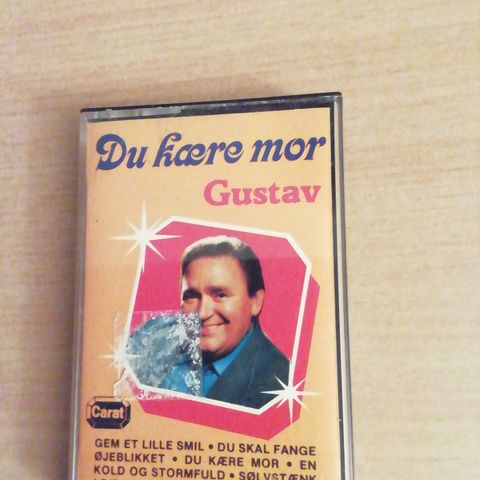 Du kære mor
Gustav
Carat
GEM ET LILLE SMIL • DU SKAL FANGE
ØJEBLIKKET • DU KÆRE MOR • EN
KOLD OG STORMFULD • SØLVSTÆNK